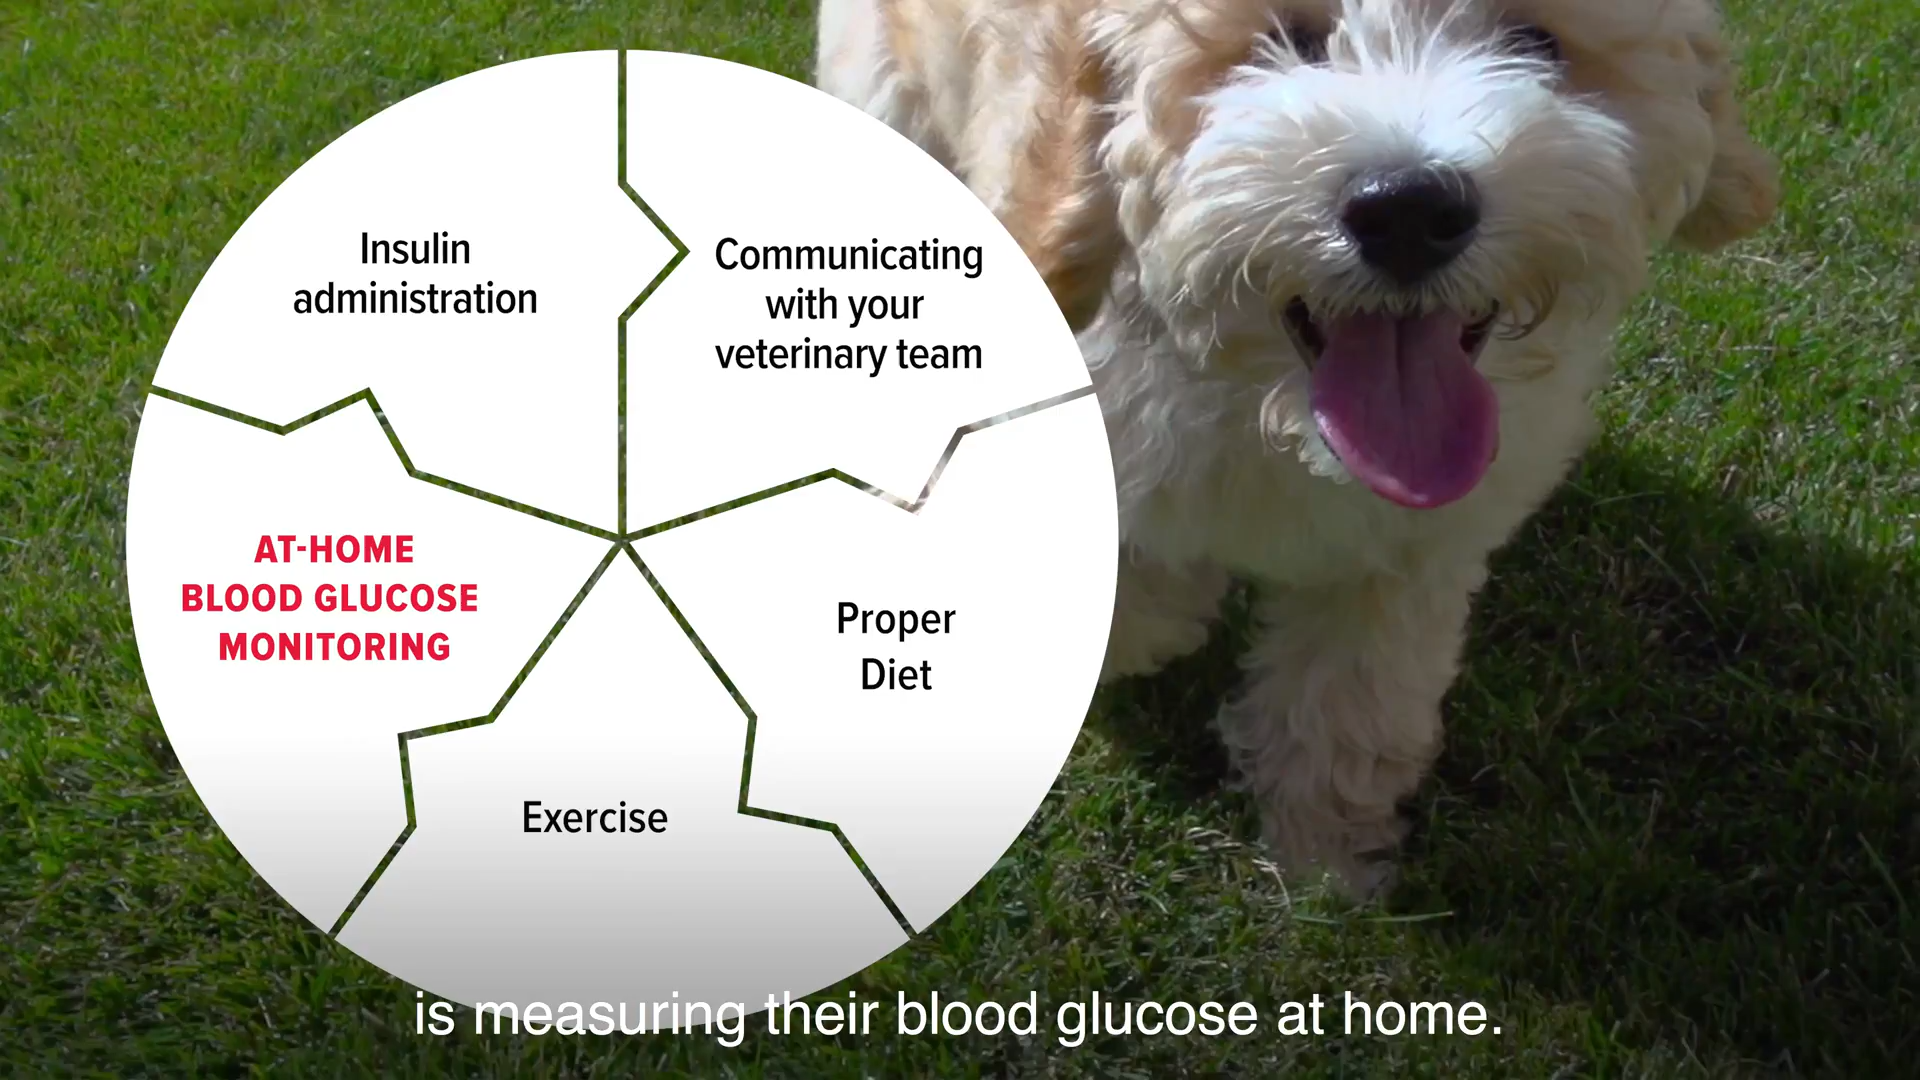 Insulin
administration
Communicating
with your
veterinary team
AT-HOME
BLOOD GLUCOSE
MONITORING
Proper
Diet
Exercise
is measuring their blood glucose at home.